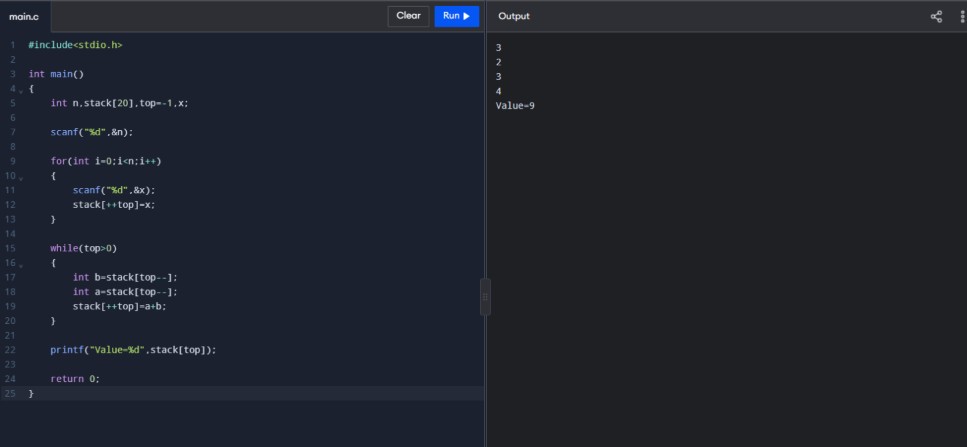 main.c
Clear
Run
1 #include<stdio.h>
2
3 int main()
4 {
5     int n,stack[20],top=-1,x;
6
7     scanf("%d",&n);
8
9     for(int i=0;i<n;i++)
10     {
11         scanf("%d",&x);
12         stack[++top]=x;
13     }
14
15     while(top>0)
16     {
17         int b=stack[top--];
18         int a=stack[top--];
19         stack[++top]=a+b;
20     }
21
22     printf("Value=%d",stack[top]);
23
24     return 0;
25 }
Output
3
2
3
4
Value=9